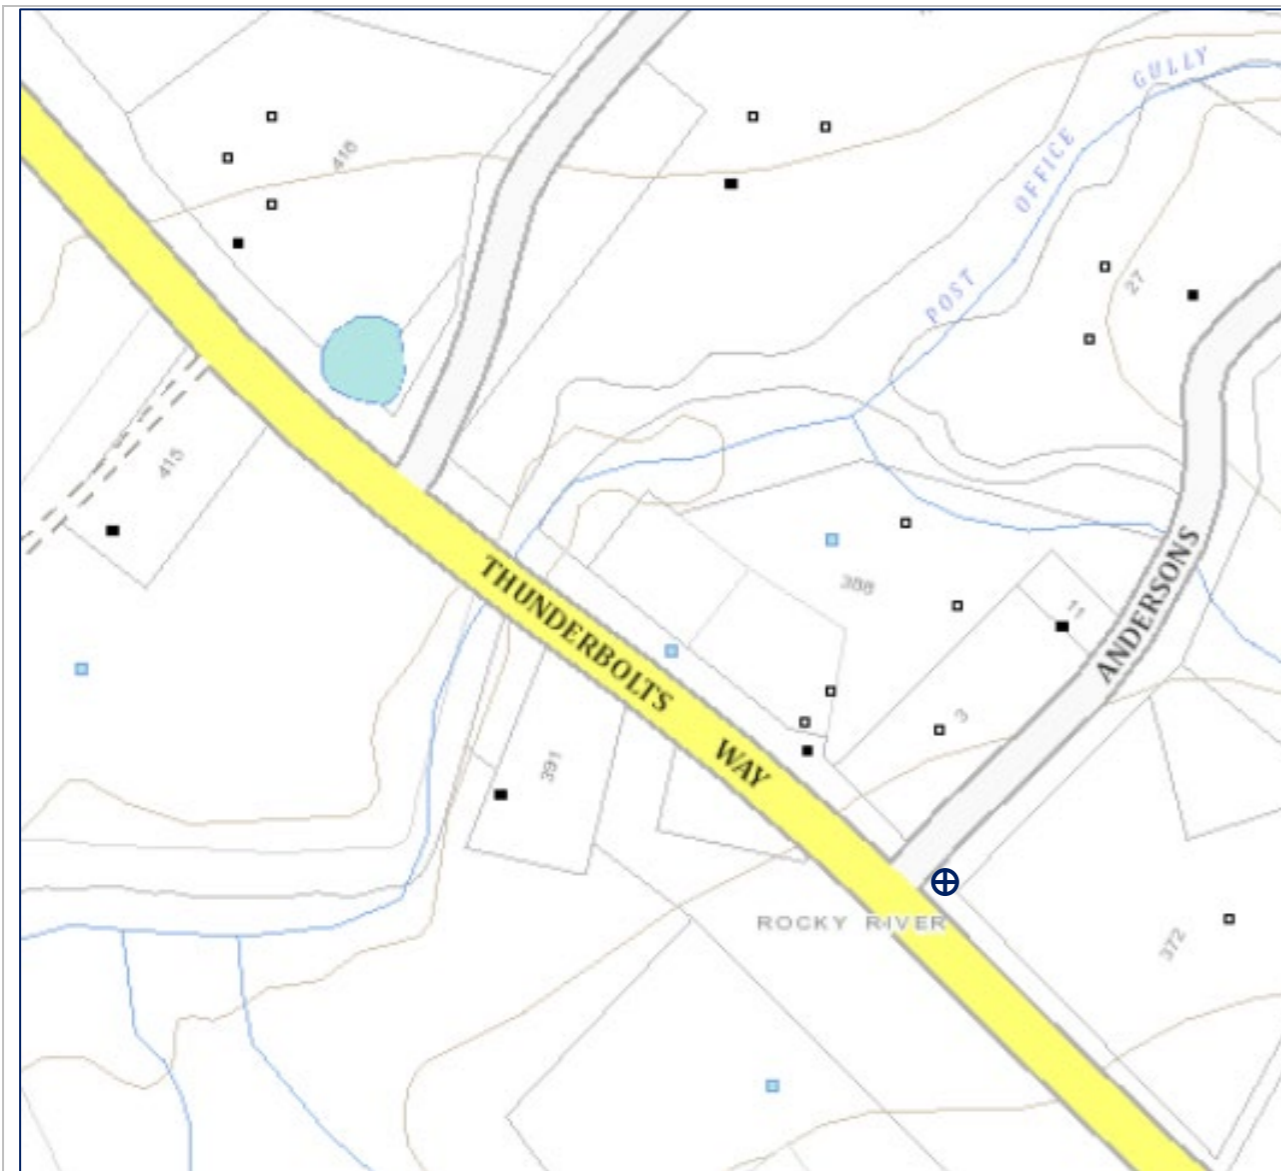 GULLY
OFFICE
POST
416
27
415
388
11
ANDERSONS
THUNDERBOLTS
WAY
3
391
ROCKY RIVER
372